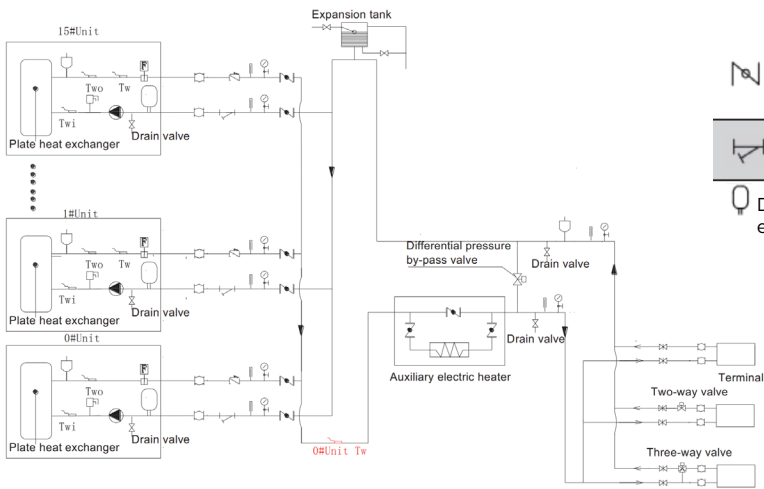 Expansion tank
15#Unit
F
Two
Tw
Twi
Drain valve
Plate heat exchanger
1#Unit
F
Two
Tw
Twi
Drain valve
Plate heat exchanger
0#Unit
F
Two
Twi
Drain valve
Plate heat exchanger
0#Unit Tw
Differential pressure
by-pass valve
Drain valve
Drain valve
Auxiliary electric heater
Terminal
Two-way valve
Three-way valve
D
e